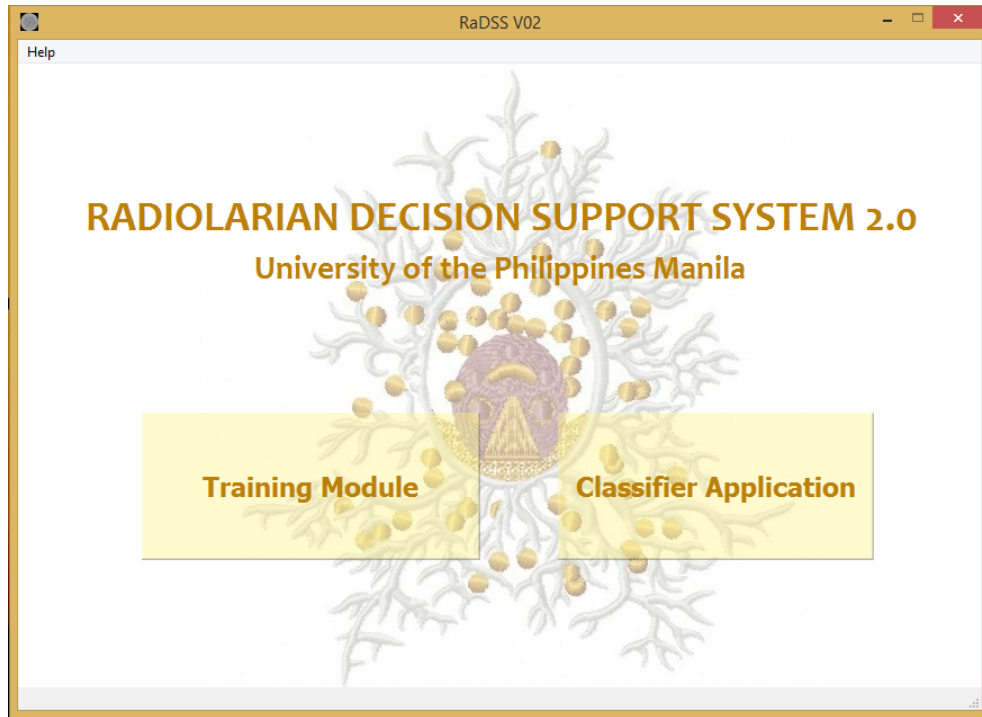 RaDSS V02
Help
RADIOLARIAN DECISION SUPPORT SYSTEM 2.0
University of the Philippines Manila
Training Module
Classifier Application